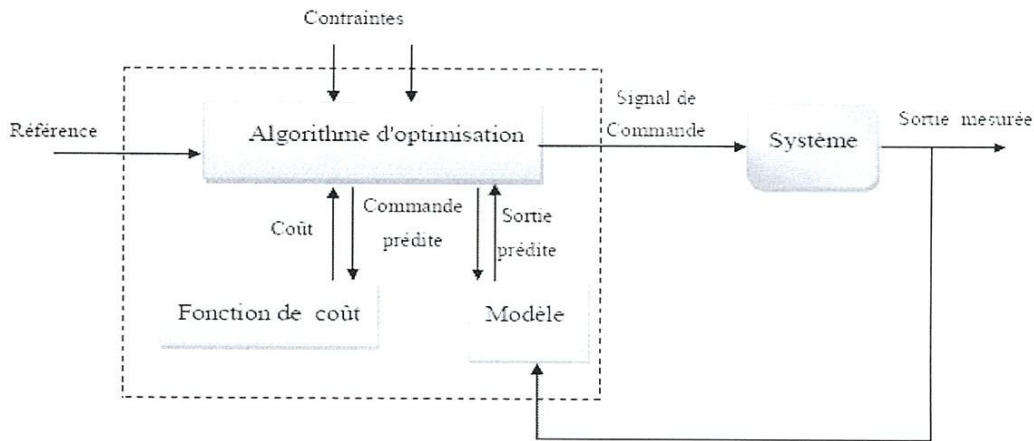 Contraintes
Référence
Algorithme d'optimisation
Signal de
Commande
Système
Sortie mesurée
Coût
Commande
prédite
Sortie
prédite
Fonction de coût
Modèle